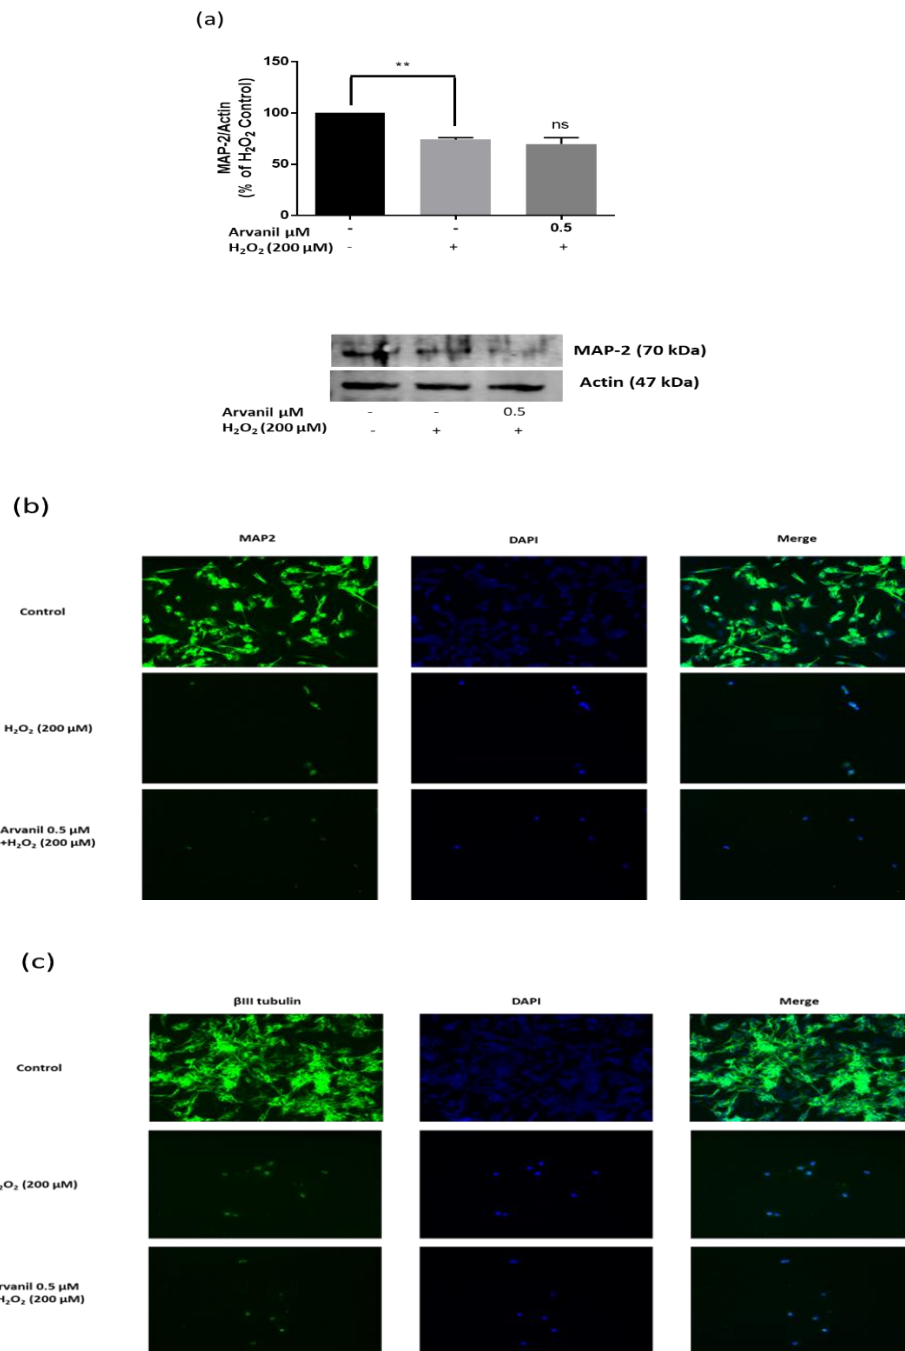 (a)
150
100
50
0
MAP-2/Actin
(% of H₂O₂ Control)
**
ns
Arvanil µM - - 0.5
H₂O₂ (200 µM) - + +
MAP-2 (70 kDa)
Actin (47 kDa)
Arvanil µM - - 0.5
H₂O₂ (200 µM) - + +
(b)
MAP2 DAPI Merge
Control
H₂O₂ (200 µM)
Arvanil 0.5 µM
+H₂O₂ (200 µM)
(c)
βIII tubulin DAPI Merge
Control
₂O₂ (200 µM)
rvanil 0.5 µM
H₂O₂ (200 µM)